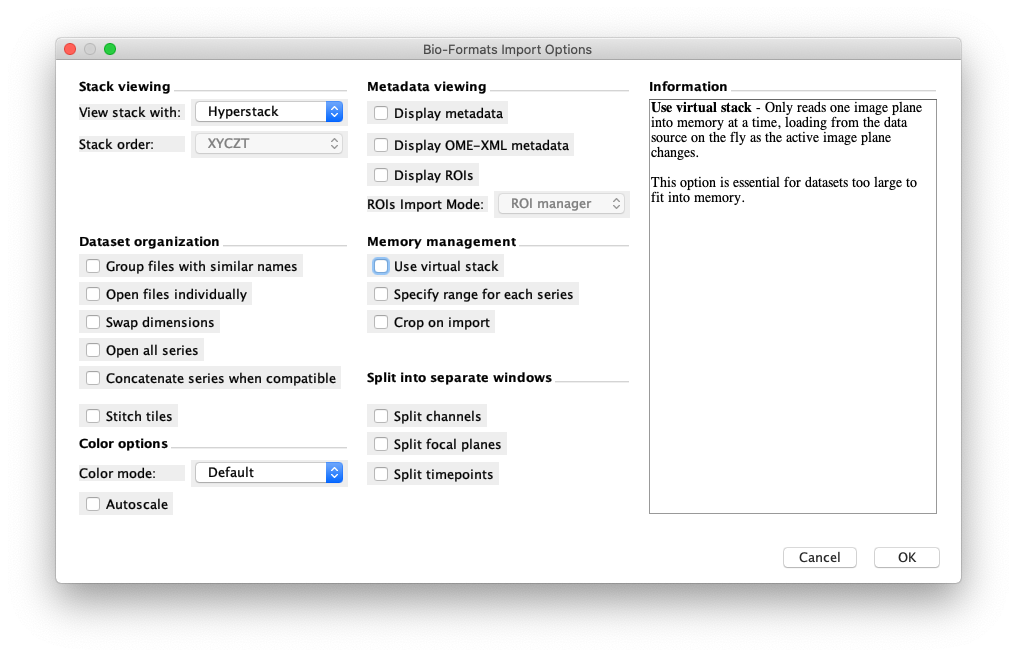 Bio-Formats Import Options
Stack viewing
View stack with: Hyperstack
Stack order: XYCZT
Metadata viewing
Display metadata
Display OME-XML metadata
Display ROIs
ROIs Import Mode: ROI manager
Information
Use virtual stack - Only reads one image plane
into memory at a time, loading from the data
source on the fly as the active image plane
changes.
This option is essential for datasets too large to
fit into memory.
Dataset organization
Group files with similar names
Open files individually
Swap dimensions
Open all series
Concatenate series when compatible
Stitch tiles
Memory management
Use virtual stack
Specify range for each series
Crop on import
Color options
Color mode: Default
Autoscale
Split into separate windows
Split channels
Split focal planes
Split timepoints
Cancel
OK